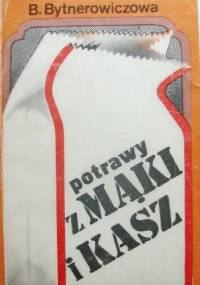 B. Bytnerowiczowa
potrawy
z MĄKI
i KASZ